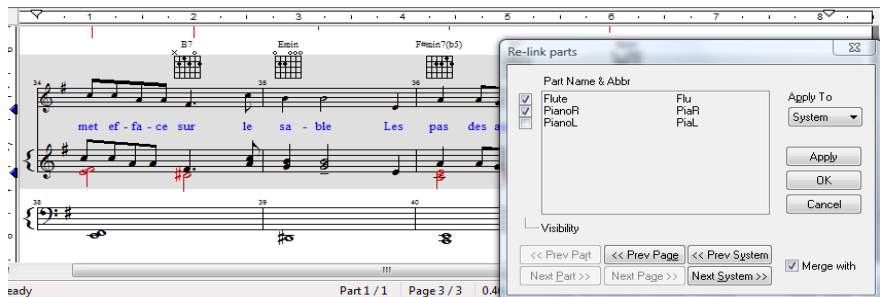 1 2 3 4 5 6 7 8
B7 Emin F#min7(b5)
34 35 36
met ef - fa - ce sur le sa - ble Les pas des a
38 39 40
eady Part 1 / 1 Page 3 / 3 0.4
Re-link parts
Part Name & Abbr
Flute Flu
PianoR PiaR
PianoL PiaL
Visibility
Apply To
System
Apply
OK
Cancel
<< Prev Part << Prev Page << Prev System
Next Part >> Next Page >> Next System >>
Merge with